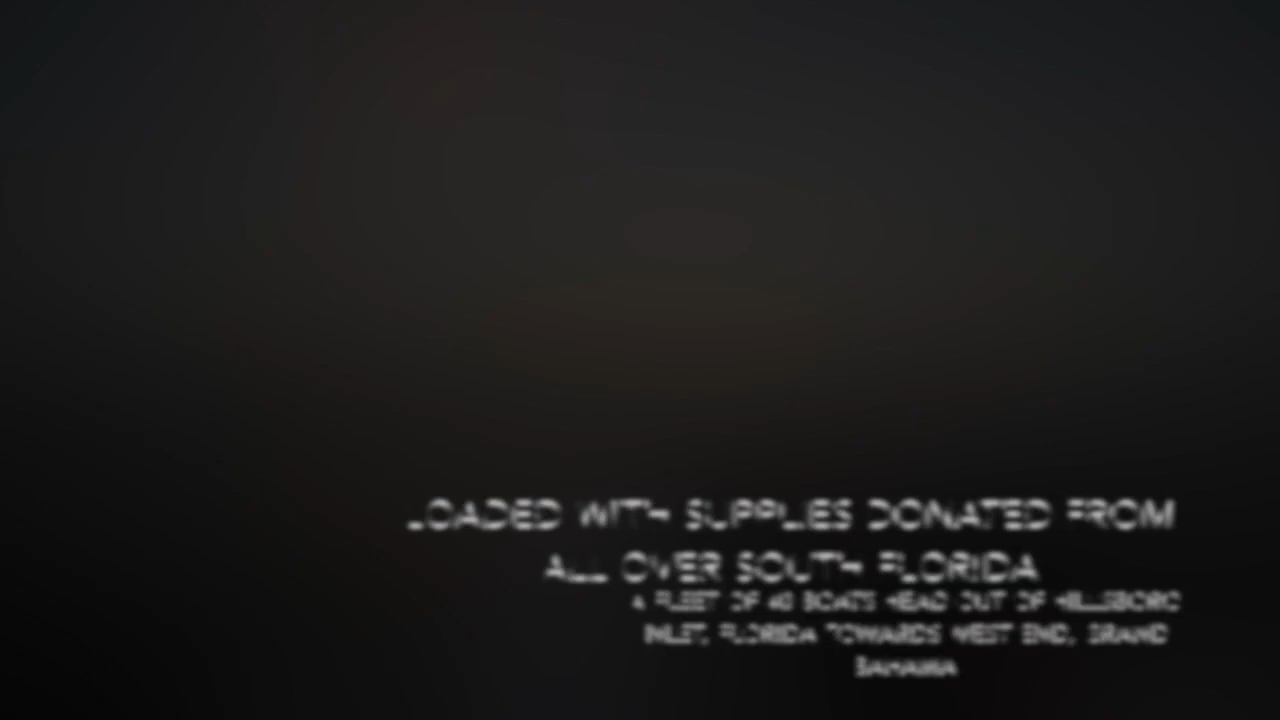 LOADED WITH SUPPLIES DONATED FROM
ALL OVER SOUTH FLORIDA
A FLEET OF 40 BOATS HEAD OUT OF HILLSBORO
INLET, FLORIDA TOWARDS WEST END, GRAND
BAHAMA